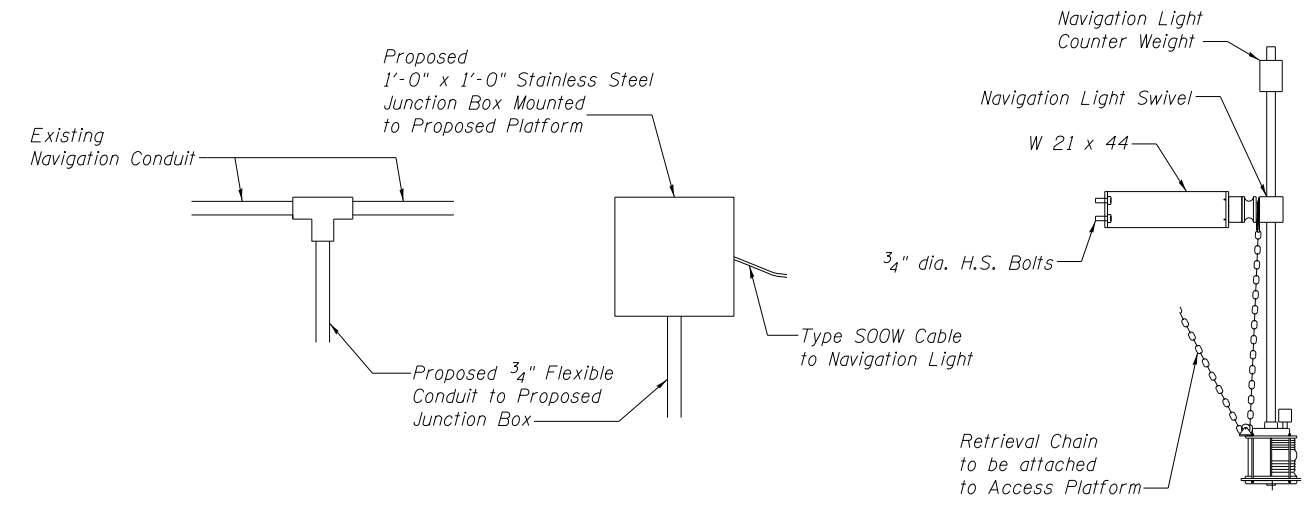 Existing
Navigation Conduit
Proposed
1'-0" x 1'-0" Stainless Steel
Junction Box Mounted
to Proposed Platform
Proposed 3/4" Flexible
Conduit to Proposed
Junction Box
Type SOOW Cable
to Navigation Light
Navigation Light
Counter Weight
Navigation Light Swivel
W 21 x 44
3/4" dia. H.S. Bolts
Retrieval Chain
to be attached
to Access Platform